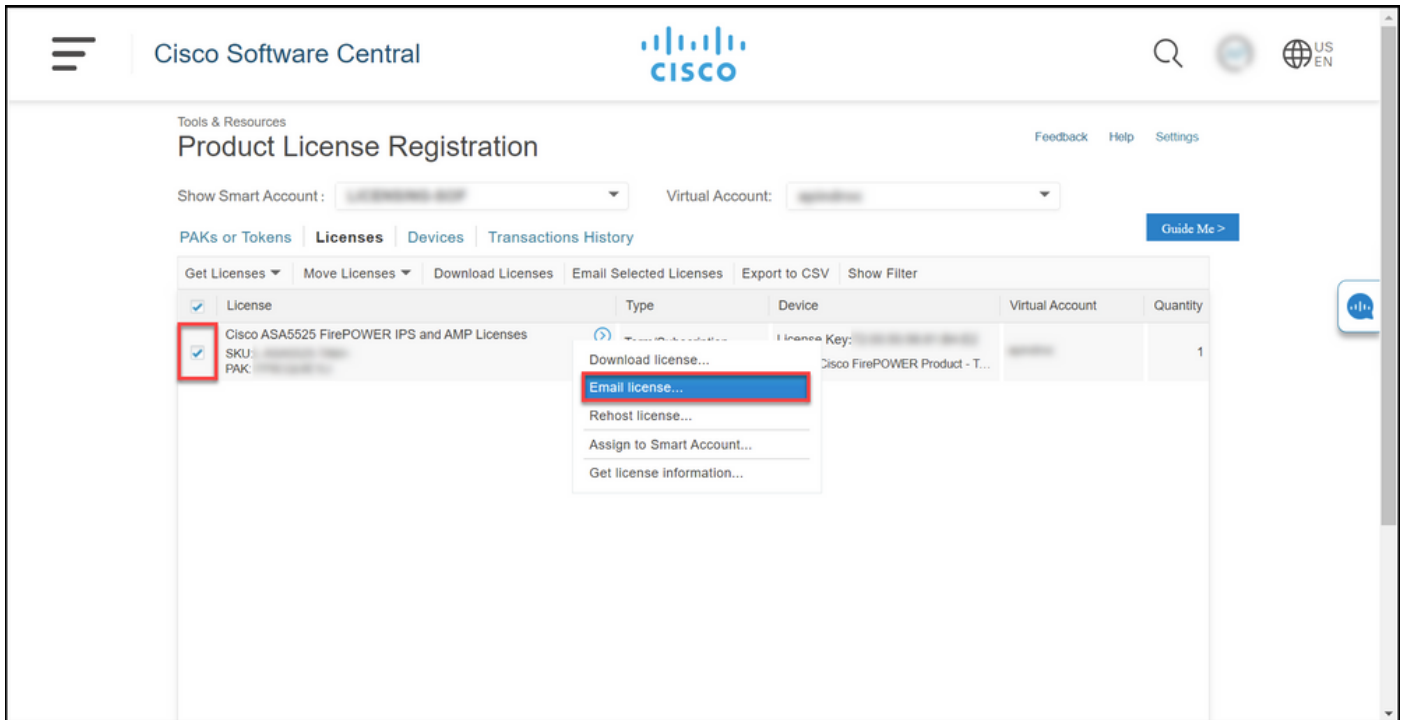 Cisco Software Central
CISCO
US
EN
Tools & Resources
Product License Registration
Feedback Help Settings
Show Smart Account : Virtual Account:
PAKs or Tokens Licenses Devices Transactions History
Guide Me >
Get Licenses Move Licenses Download Licenses Email Selected Licenses Export to CSV Show Filter
License Type Device Virtual Account Quantity
Cisco ASA5525 FirePOWER IPS and AMP Licenses
License Key:
SKU:
1
PAK:
Cisco FirePOWER Product - T...
Download license...
Email license...
Rehost license...
Assign to Smart Account...
Get license information...